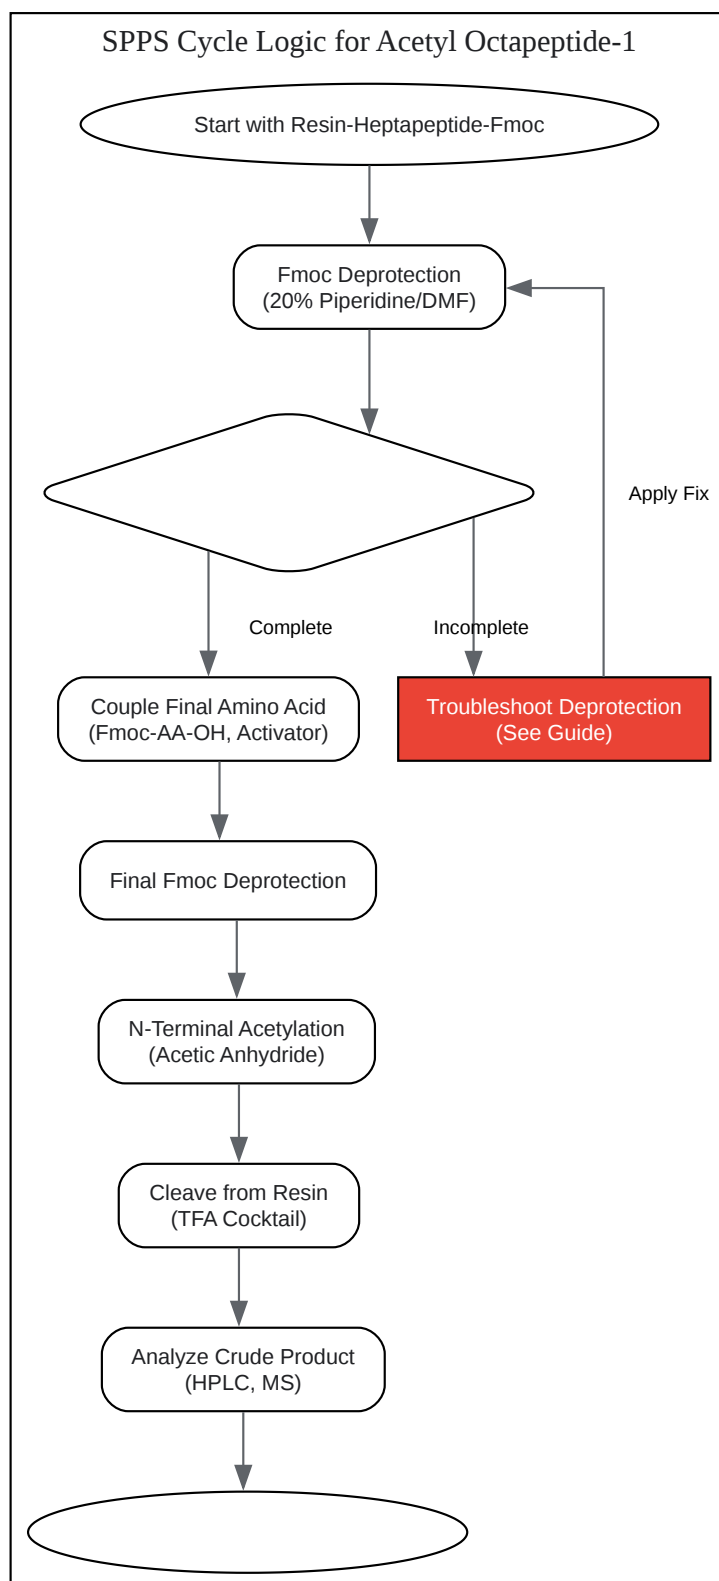 SPPS Cycle Logic for Acetyl Octapeptide-1
Start with Resin-Heptapeptide-Fmoc
Fmoc Deprotection
(20% Piperidine/DMF)
Apply Fix
Complete
Incomplete
Couple Final Amino Acid
(Fmoc-AA-OH, Activator)
Troubleshoot Deprotection
(See Guide)
Final Fmoc Deprotection
N-Terminal Acetylation
(Acetic Anhydride)
Cleave from Resin
(TFA Cocktail)
Analyze Crude Product
(HPLC, MS)